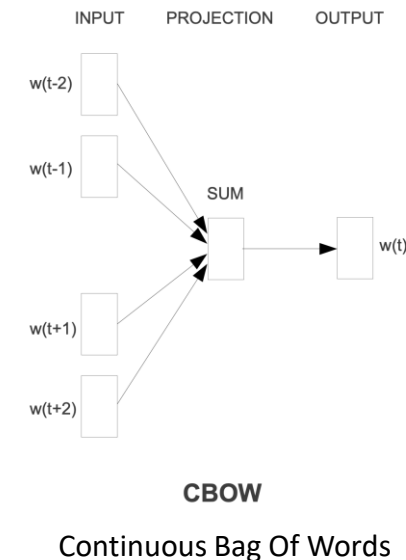 INPUT PROJECTION OUTPUT
w(t-2)
w(t-1)
SUM
w(t)
w(t+1)
w(t+2)
CBOW
Continuous Bag Of Words